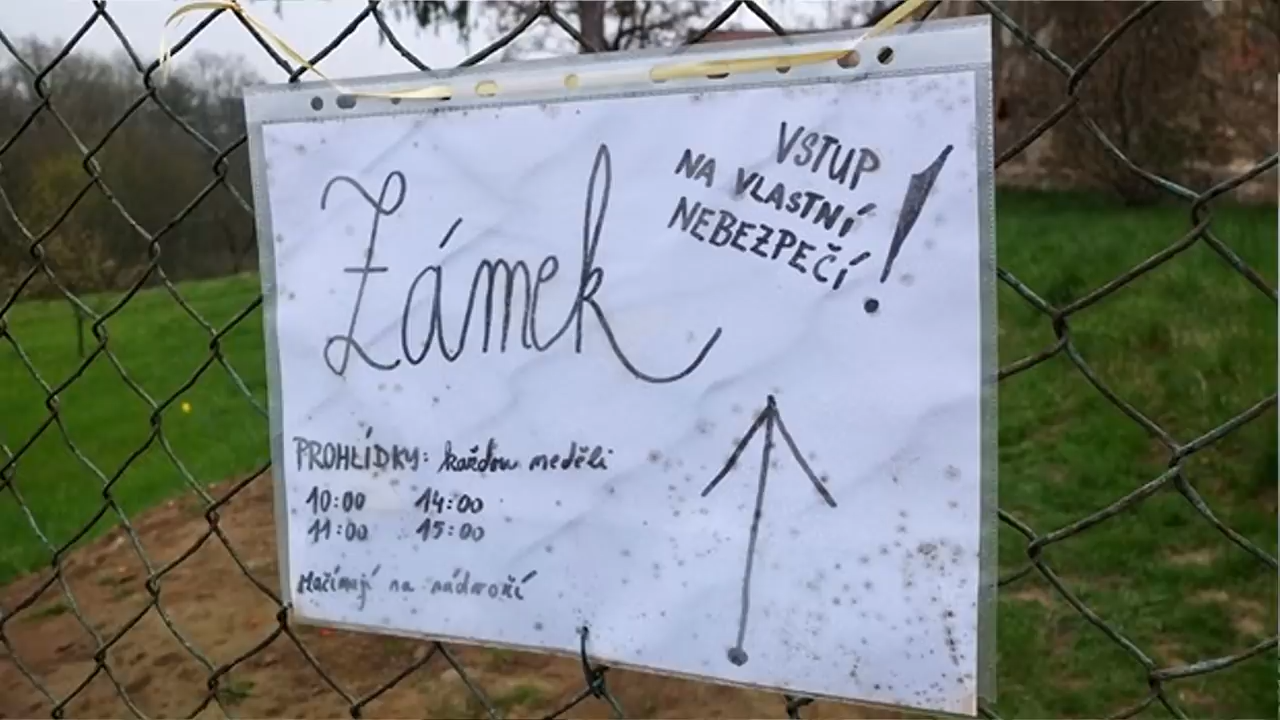 Zámek
VSTUP
NA VLASTNÍ
NEBEZPEČÍ!
PROHLÍDKY: každou neděli
10:00 14:00
11:00 15:00
Začínají na nádvoří